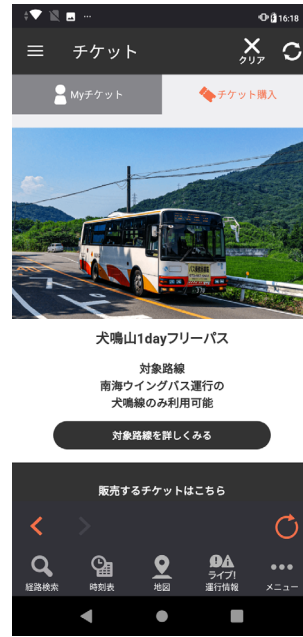 16:18
チケット
クリア
Myチケット
チケット購入
犬鳴山1dayフリーパス
対象路線
南海ウイングバス運行の
犬鳴線のみ利用可能
対象路線を詳しくみる
販売するチケットはこちら
経路検索
時刻表
地図
ライブ!
運行情報
メニュー